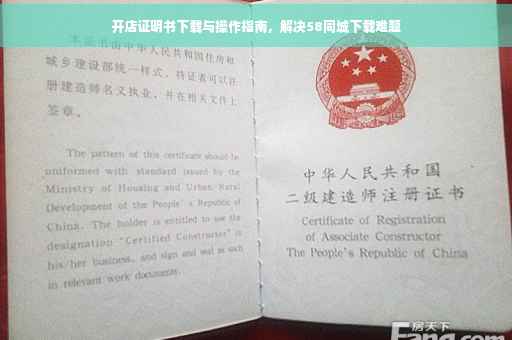 开店证明书下载与操作指南，解决58同城下载难题
本证书由中华人民共和国住房和
城乡建设部统一样式，持证表可以注
册建造师名义执业，并在相关文件上
签章。
The pattern of this certificate should be
uniformed with standard issued by the
Ministry of Housing and Urban Rural
Development of the People's Republic of
China. The holder is entitled to use the
designation "Certified Constructor" in
his/her business, and sign and seal as such
in relevant work documents.
中华人民共和国
二级建造师注册证书
Certificate of Registration
of Associate Constructor
The People's Republic of China
房天下
Fang.com